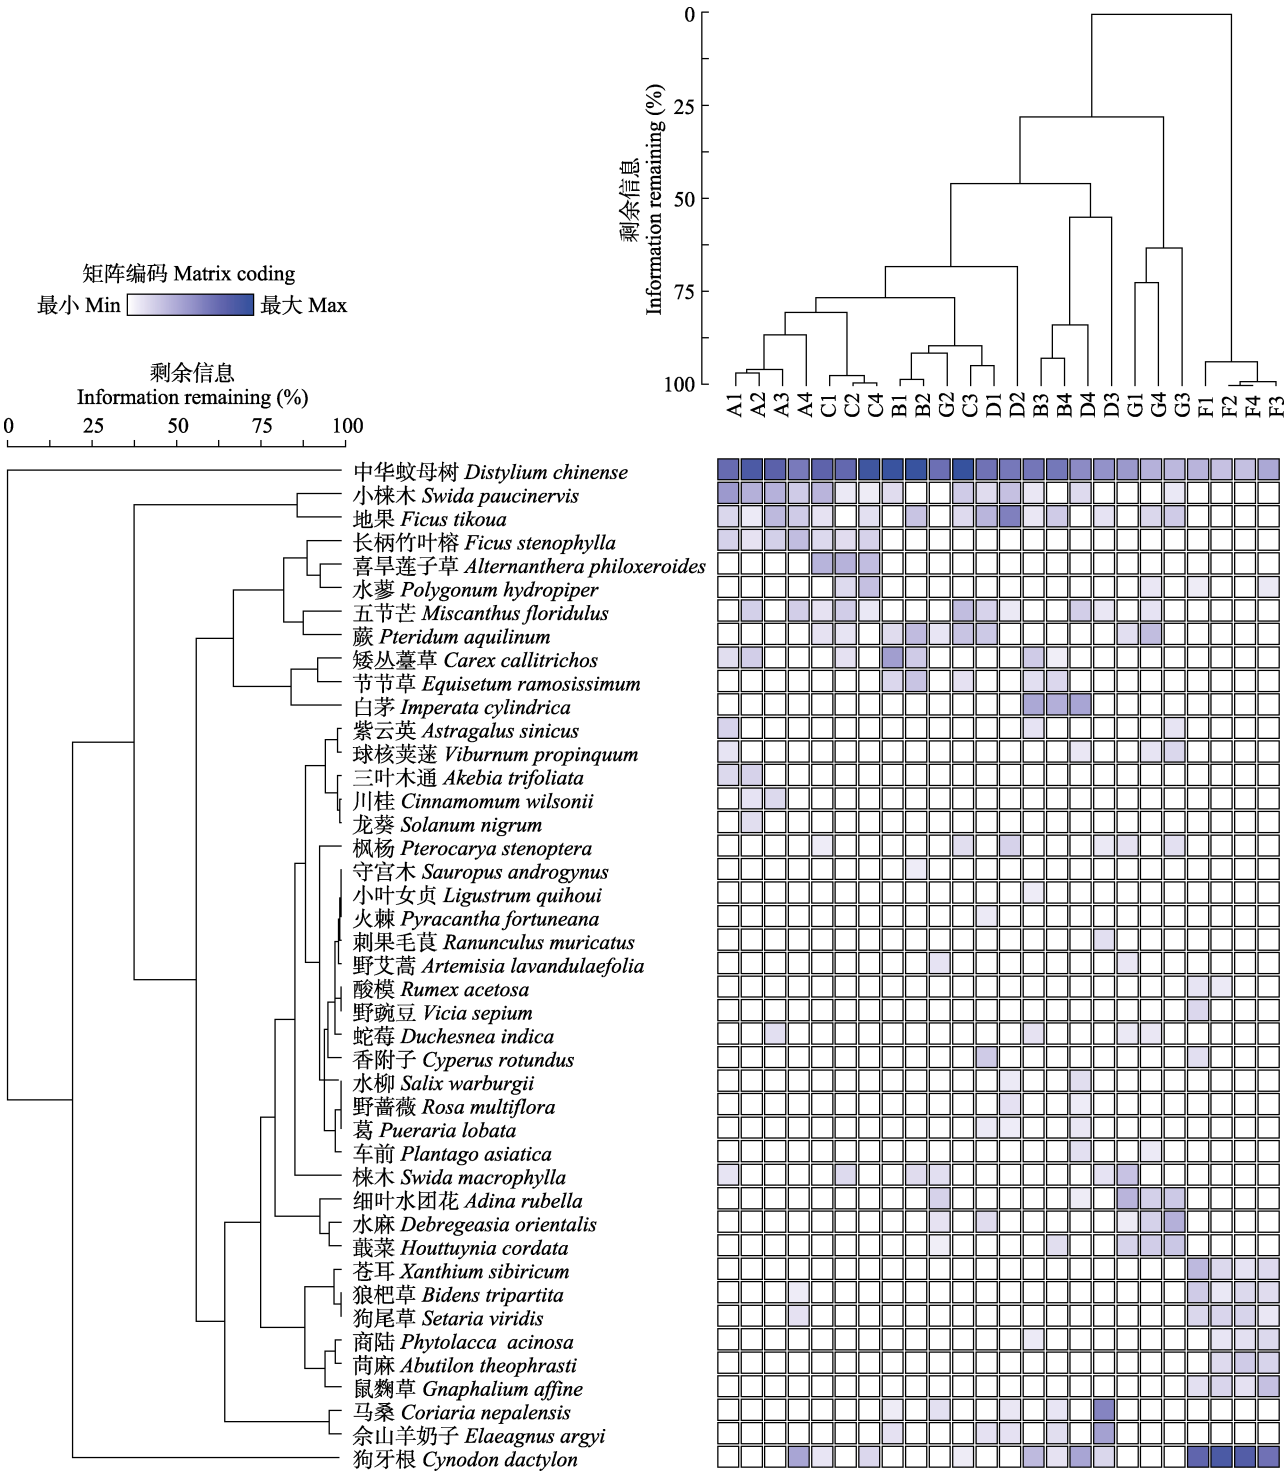 0
25
50
75
100
剩余信息
Information remaining (%)
矩阵编码 Matrix coding
最小 Min 最大 Max
剩余信息
Information remaining (%)
0 25 50 75 100
A1 A2 A3 A4 C1 C2 C4 B1 B2 G2 C3 D1 D2 B3 B4 D4 D3 G1 G4 G3 F1 F2 F4 F3
中华蚊母树 Distylium chinense
小梾木 Swida paucinervis
地果 Ficus tikoua
长柄竹叶榕 Ficus stenophylla
喜旱莲子草 Alternanthera philoxeroides
水蓼 Polygonum hydropiper
五节芒 Miscanthus floridulus
蕨 Pteridum aquilinum
矮丛薹草 Carex callitrichos
节节草 Equisetum ramosissimum
白茅 Imperata cylindrica
紫云英 Astragalus sinicus
球核荚蒾 Viburnum propinquum
三叶木通 Akebia trifoliata
川桂 Cinnamomum wilsonii
龙葵 Solanum nigrum
枫杨 Pterocarya stenoptera
守宫木 Sauropus androgynus
小叶女贞 Ligustrum quihoui
火棘 Pyracantha fortuneana
刺果毛茛 Ranunculus muricatus
野艾蒿 Artemisia lavandulaefolia
酸模 Rumex acetosa
野豌豆 Vicia sepium
蛇莓 Duchesnea indica
香附子 Cyperus rotundus
水柳 Salix warburgii
野蔷薇 Rosa multiflora
葛 Pueraria lobata
车前 Plantago asiatica
梾木 Swida macrophylla
细叶水团花 Adina rubella
水麻 Debregeasia orientalis
蕺菜 Houttuynia cordata
苍耳 Xanthium sibiricum
狼杷草 Bidens tripartita
狗尾草 Setaria viridis
商陆 Phytolacca acinosa
苘麻 Abutilon theophrasti
鼠麴草 Gnaphalium affine
马桑 Coriaria nepalensis
佘山羊奶子 Elaeagnus argyi
狗牙根 Cynodon dactylon